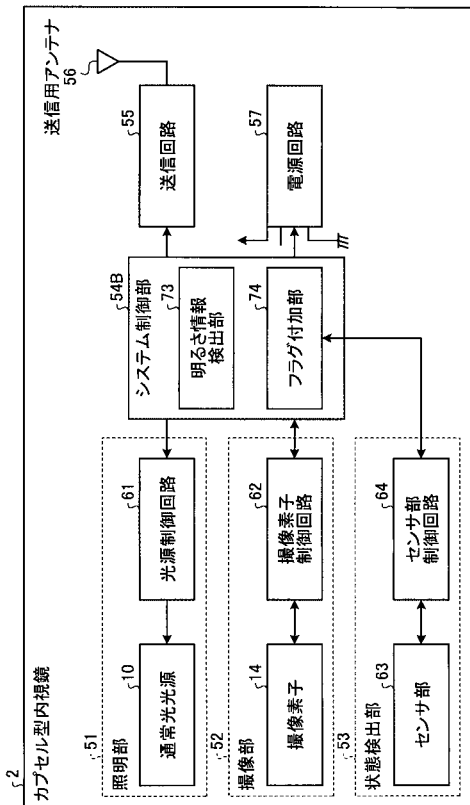 2
カプセル型内視鏡
51
照明部
10
通常光光源
61
光源制御回路
52
撮像部
14
撮像素子
62
撮像素子
制御回路
53
状態検出部
63
センサ部
64
センサ部
制御回路
54B
システム制御部
73
明るさ情報
検出部
74
フラグ付加部
55
送信回路
送信用アンテナ
56
57
電源回路